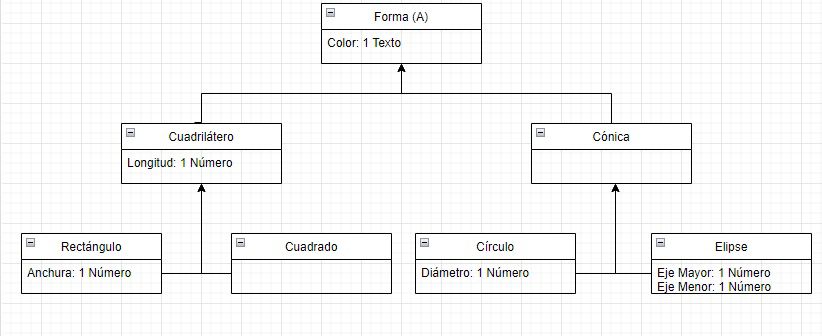 Forma (A)
Color: 1 Texto
Cuadrilátero
Longitud: 1 Número
Cónica
Rectángulo
Anchura: 1 Número
Cuadrado
Círculo
Diámetro: 1 Número
Elipse
Eje Mayor: 1 Número
Eje Menor: 1 Número